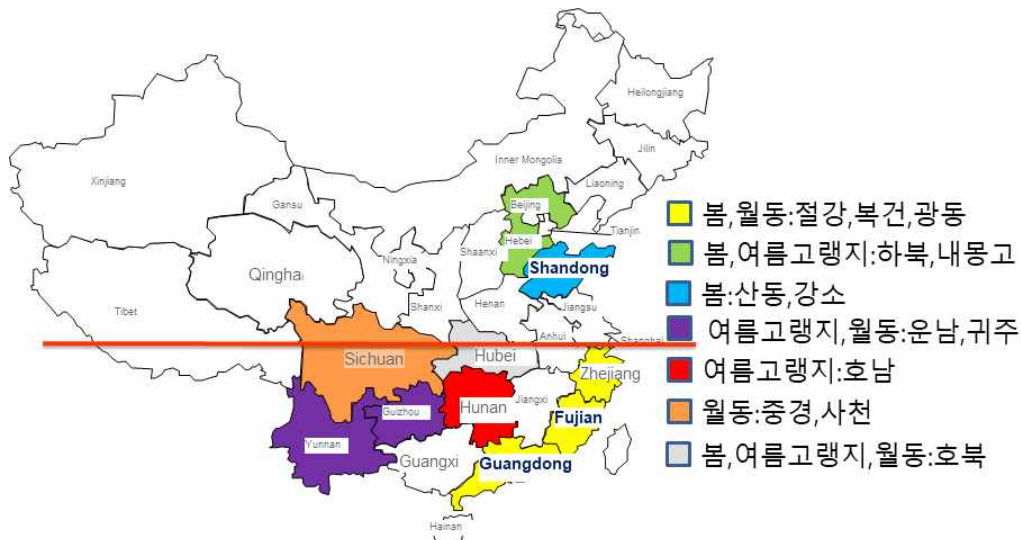 Heilongjiang
Jilin
Inner Mongolia
Liaoning
Xinjiang
Gansu
Beijing
Tianjin
Hebei
Shaanxi
Ningxia
Shandong
Qinghai
Shanxi
Henan
Jiangsu
Tibet
Anhui
Shanghai
Sichuan
Hubei
Zhejiang
Jiangxi
Hunan
Guizhou
Fujian
Yunnan
Guangxi
Guangdong
Hainan
봄,월동:절강,복건,광동
봄,여름고랭지:하북,내몽고
봄:산동,강소
여름고랭지,월동:운남,귀주
여름고랭지:호남
월동:중경,사천
봄,여름고랭지,월동:호북